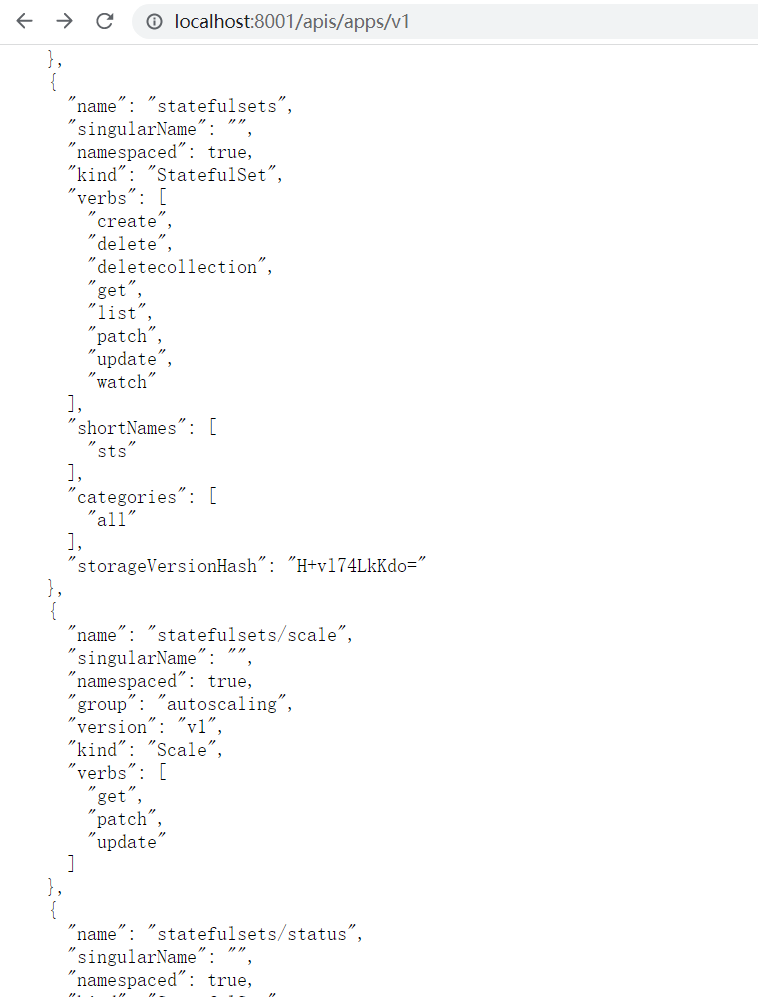 localhost:8001/apis/apps/v1
},
{
"name": "statefulsets",
"singularName": "",
"namespaced": true,
"kind": "StatefulSet",
"verbs": [
"create",
"delete",
"deletecollection",
"get",
"list",
"patch",
"update",
"watch"
],
"shortNames": [
"sts"
],
"categories": [
"all"
],
"storageVersionHash": "H+vl74LkKdo="
},
{
"name": "statefulsets/scale",
"singularName": "",
"namespaced": true,
"group": "autoscaling",
"version": "v1",
"kind": "Scale",
"verbs": [
"get",
"patch",
"update"
]
},
{
"name": "statefulsets/status",
"singularName": "",
"namespaced": true,